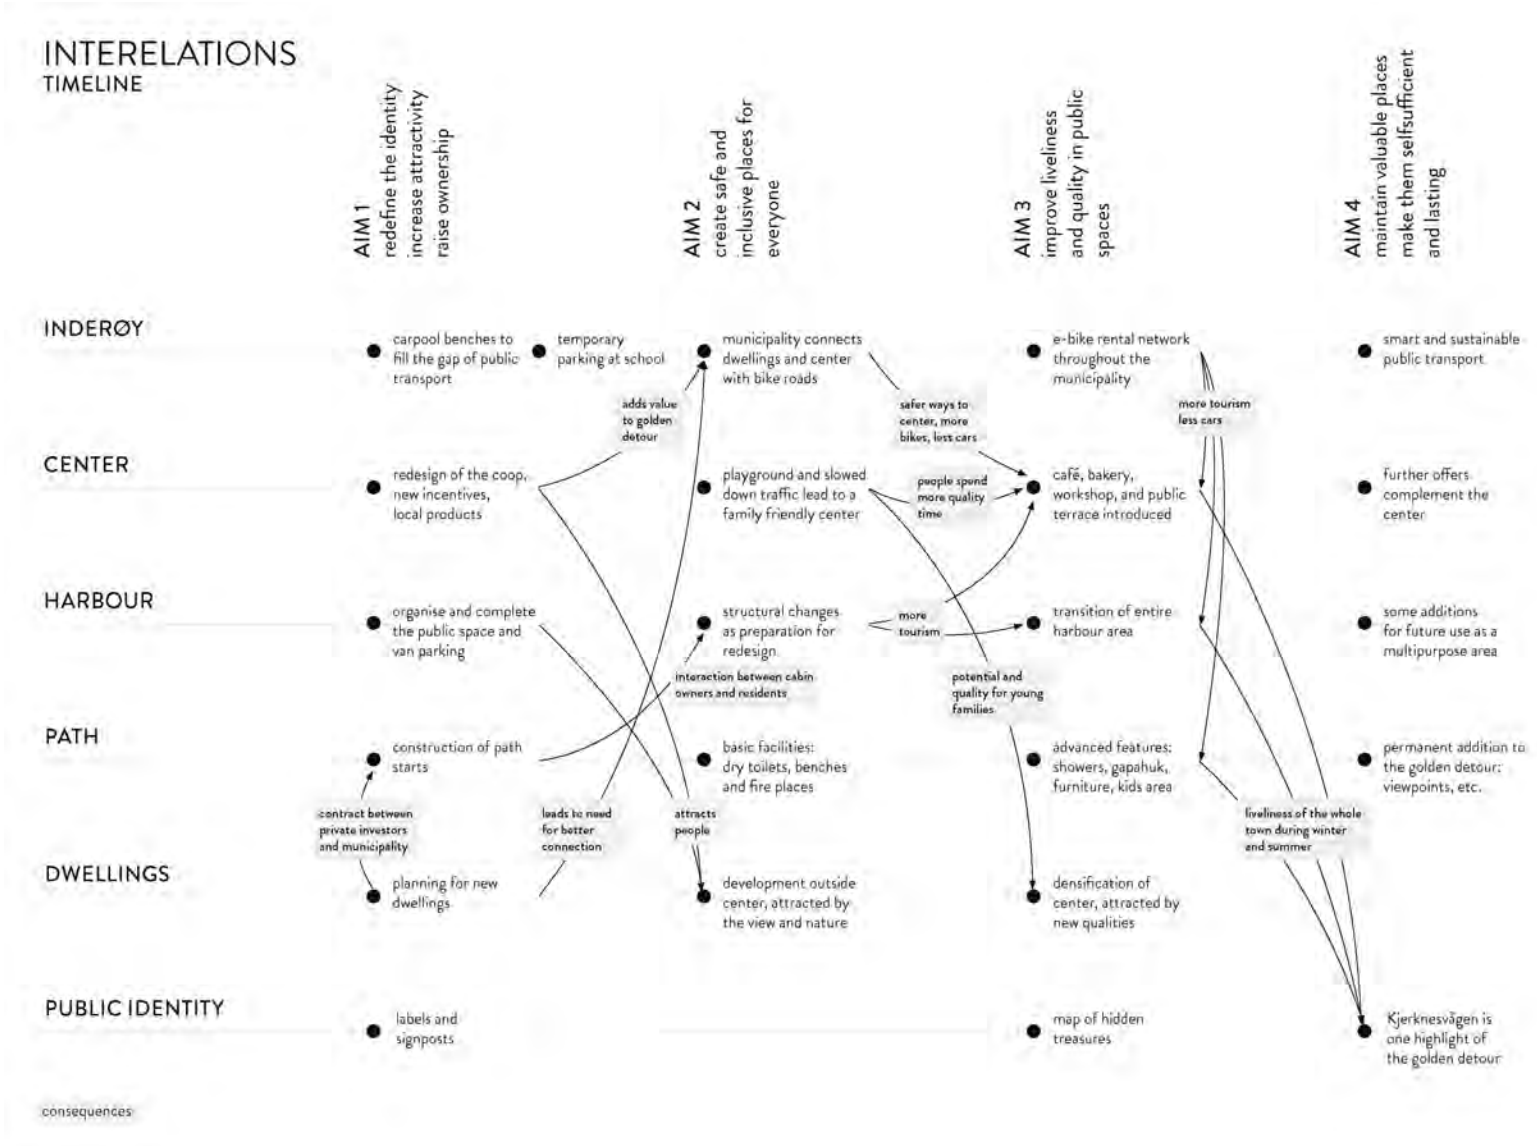 INTERELATIONS
TIMELINE
AIM 1
redefine the identity
increase attractivity
raise ownership
AIM 2
create safe and
inclusive places for
everyone
AIM 3
improve liveliness
and quality in public
spaces
AIM 4
maintain valuable places
make them selfsufficient
and lasting
INDERØY
carpool benches to
fill the gap of public
transport
temporary
parking at school
municipality connects
dwellings and center
with bike roads
e-bike rental network
throughout the
municipality
smart and sustainable
public transport
adds value
to golden
detour
safer ways to
center, more
bikes, less cars
more tourism
less cars
CENTER
redesign of the coop,
new incentives,
local products
playground and slowed
down traffic lead to a
family friendly center
people spend
more quality
time
café, bakery,
workshop, and public
terrace introduced
further offers
complement the
center
HARBOUR
organise and complete
the public space and
van parking
structural changes
as preparation for
redesign
more
tourism
transition of entire
harbour area
some additions
for future use as a
multipurpose area
interaction between cabin
owners and residents
potential and
quality for young
families
PATH
construction of path
starts
basic facilities:
dry toilets, benches
and fire places
advanced features:
showers, gapahuk,
furniture, kids area
permanent addition to
the golden detour:
viewpoints, etc.
contract between
private investors
and municipality
leads to need
for better
connection
attracts
people
liveliness of the whole
town during winter
and summer
DWELLINGS
planning for new
dwellings
development outside
center, attracted by
the view and nature
densification of
center, attracted by
new qualities
PUBLIC IDENTITY
labels and
signposts
map of hidden
treasures
Kjerknesvågen is
one highlight of
the golden detour
consequences